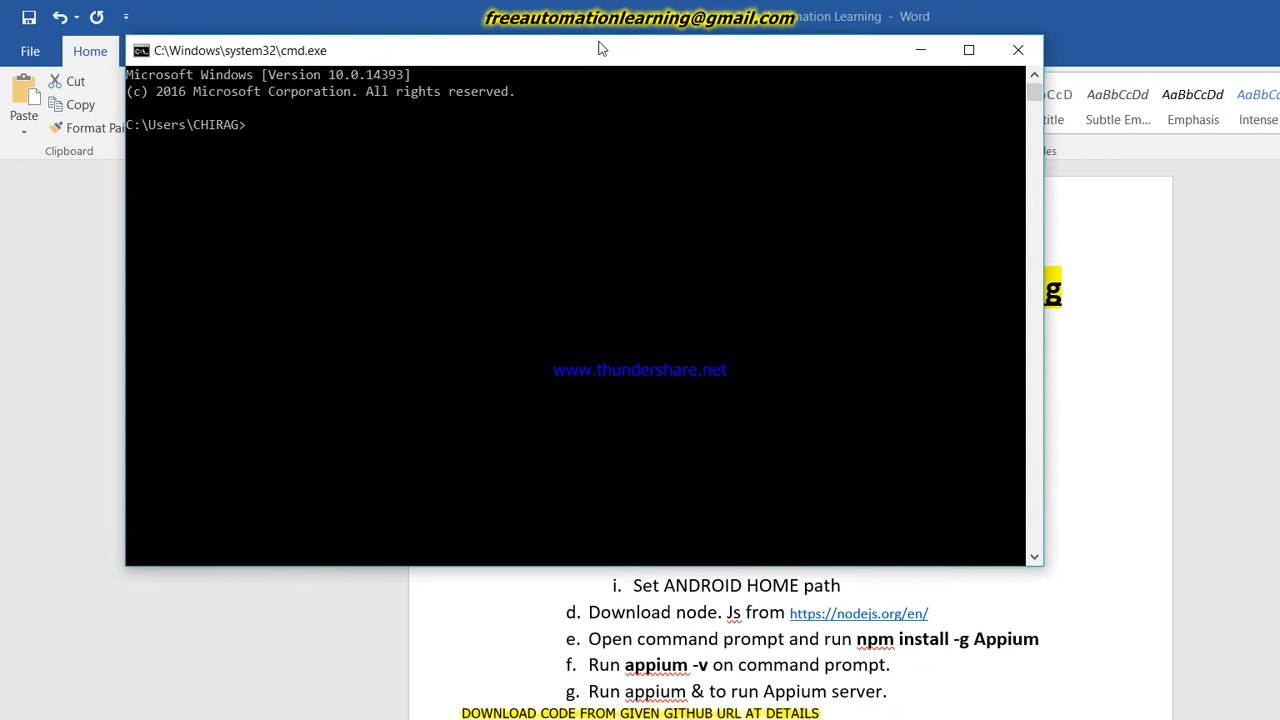 freeautomationlearning@gmail.com
mation Learning - Word
File
Home
C:\Windows\system32\cmd.exe
Cut
Copy
Paste
Format Pai
Clipboard
Microsoft Windows [Version 10.0.14393]
(c) 2016 Microsoft Corporation. All rights reserved.
C:\Users\CHIRAG>
CcD
AaBbCcDd
AaBbCcDd
AaBbCcD
title
Subtle Em...
Emphasis
Intense
les
g
www.thundershare.net
i. Set ANDROID HOME path
d. Download node. Js from https://nodejs.org/en/
e. Open command prompt and run npm install -g Appium
f. Run appium -v on command prompt.
g. Run appium & to run Appium server.
DOWNLOAD CODE FROM GIVEN GITHUB URL AT DETAILS